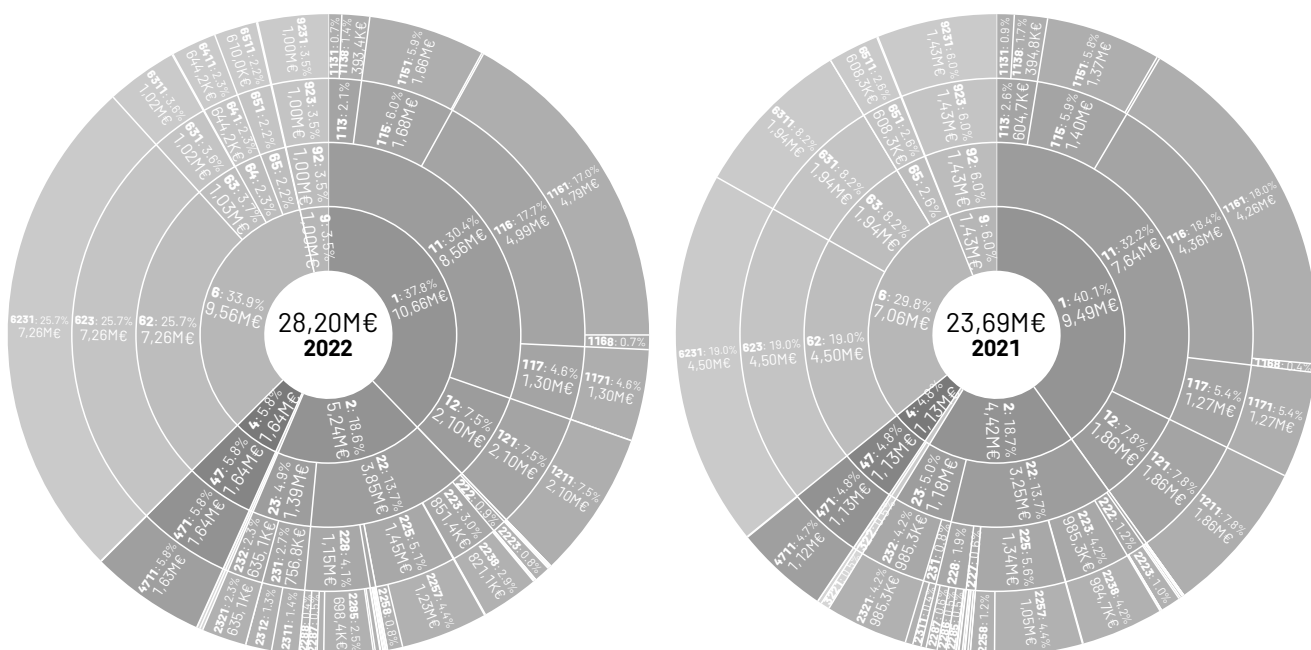 28,20M€
2022
1: 37.8%
10,66M€
11: 30.4%
8,56M€
113: 2.1%
1131: 0.7%
1138: 1.4%
393.4K€
115: 6.0%
1,68M€
1151: 5.9%
1,66M€
116: 17.7%
4,99M€
1161: 17.0%
4,79M€
1168: 0.7%
117: 4.6%
1,30M€
1171: 4.6%
1,30M€
12: 7.5%
2,10M€
121: 7.5%
2,10M€
1211: 7.5%
2,10M€
2: 18.6%
5,24M€
22: 13.7%
3,85M€
222: 0.9%
2223: 0.8%
223: 3.0%
851,4K€
2238: 2.9%
821,1K€
225: 5.1%
1,45M€
2257: 4.4%
1,23M€
2258: 0.8%
228: 4.1%
1,15M€
2285: 2.5%
698,4K€
2287: 0.5%
2288: 0.4%
23: 4.9%
1,39M€
231: 2.7%
756,8K€
2311: 1.4%
2312: 1.3%
232: 2.3%
635,1K€
2321: 2.3%
635,1K€
4: 5.8%
1,64M€
47: 5.8%
1,64M€
471: 5.8%
1,64M€
4711: 5.8%
1,63M€
6: 33.9%
9,56M€
62: 25.7%
7,26M€
623: 25.7%
7,26M€
6231: 25.7%
7,26M€
63: 3.7%
1,03M€
631: 3.6%
1,02M€
6311: 3.6%
1,02M€
64: 2.3%
641: 2.3%
644,2K€
6411: 2.3%
644,2K€
65: 2.2%
651: 2.2%
6511: 2.2%
610,0K€
9: 3.5%
1,00M€
92: 3.5%
1,00M€
923: 3.5%
1,00M€
9231: 3.5%
1,00M€
23,69M€
2021
1: 40.1%
9,49M€
11: 32.2%
7,64M€
113: 2.6%
604,7K€
1131: 0.9%
1138: 1.7%
394,8K€
115: 5.9%
1,40M€
1151: 5.8%
1,37M€
116: 18.4%
4,36M€
1161: 18.0%
4,26M€
1168: 0.4%
117: 5.4%
1,27M€
1171: 5.4%
1,27M€
12: 7.8%
1,86M€
121: 7.8%
1,86M€
1211: 7.8%
1,86M€
2: 18.7%
4,42M€
22: 13.7%
3,25M€
222: 1.2%
2223: 1.0%
223: 4.2%
985,3K€
2238: 4.2%
984,7K€
225: 5.6%
1,34M€
2257: 4.4%
1,05M€
2258: 1.2%
228: 1.9%
23: 5.0%
1,18M€
231: 0.8%
232: 4.2%
985,3K€
2321: 4.2%
985,3K€
4: 4.8%
1,13M€
47: 4.8%
1,13M€
471: 4.8%
1,13M€
4711: 4.7%
1,12M€
6: 29.8%
7,06M€
62: 19.0%
4,50M€
623: 19.0%
4,50M€
6231: 19.0%
4,50M€
63: 8.2%
1,94M€
631: 8.2%
1,94M€
6311: 8.2%
1,94M€
65: 2.6%
651: 2.6%
608,3K€
6511: 2.6%
608,3K€
9: 6.0%
1,43M€
92: 6.0%
1,43M€
923: 6.0%
1,43M€
9231: 6.0%
1,43M€